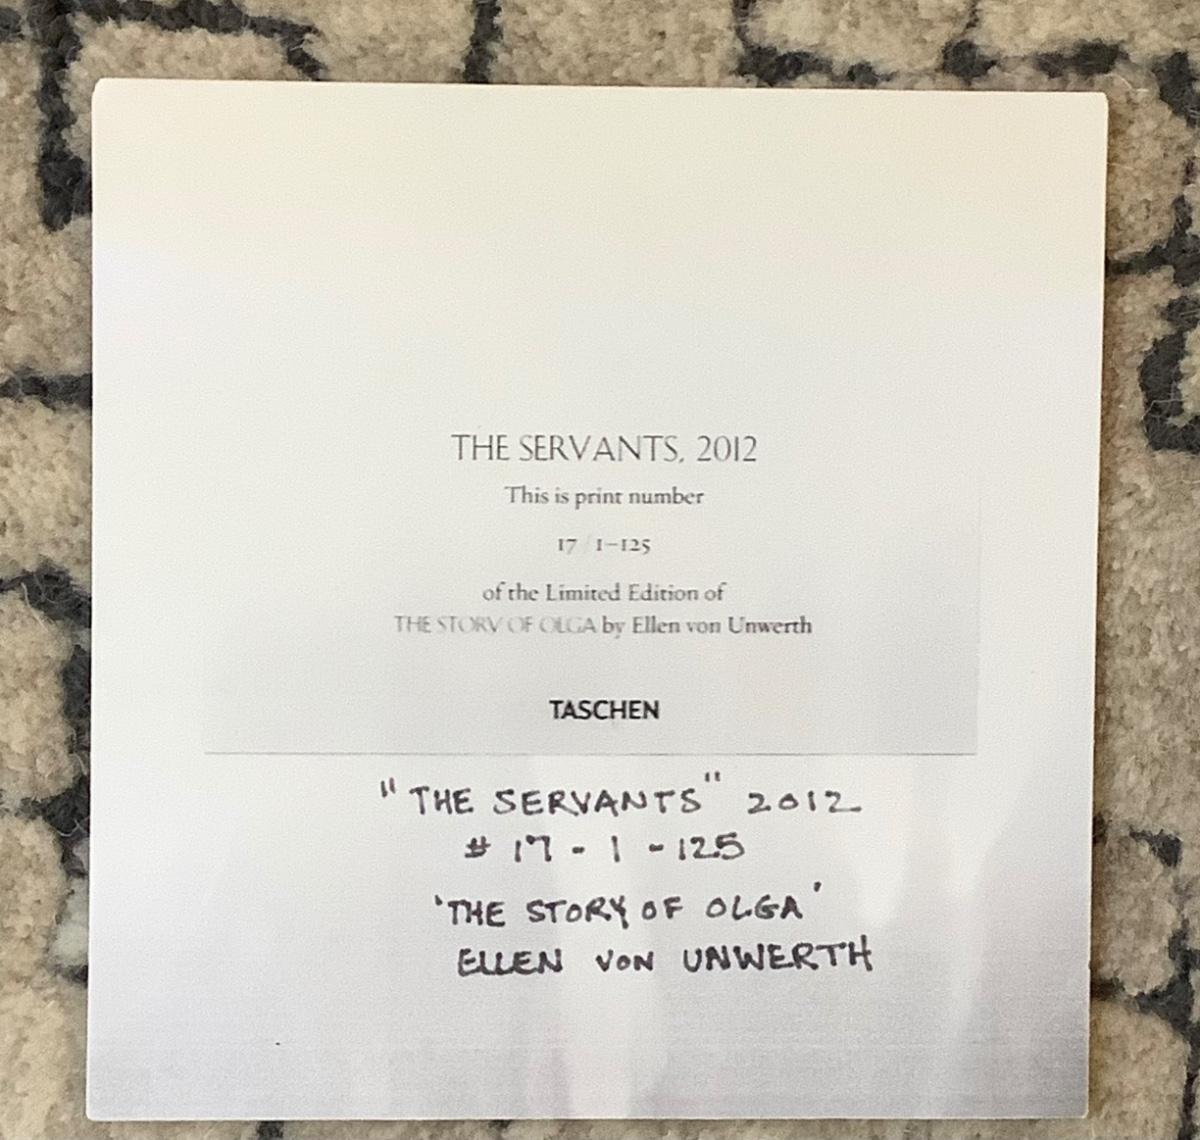 THE SERVANTS, 2012
This is print number
17 / 1–125
of the Limited Edition of
THE STORY OF OLGA by Ellen von Unwerth
TASCHEN
"THE SERVANTS" 2012
# 17 - 1 - 125
'THE STORY OF OLGA'
ELLEN VON UNWERTH